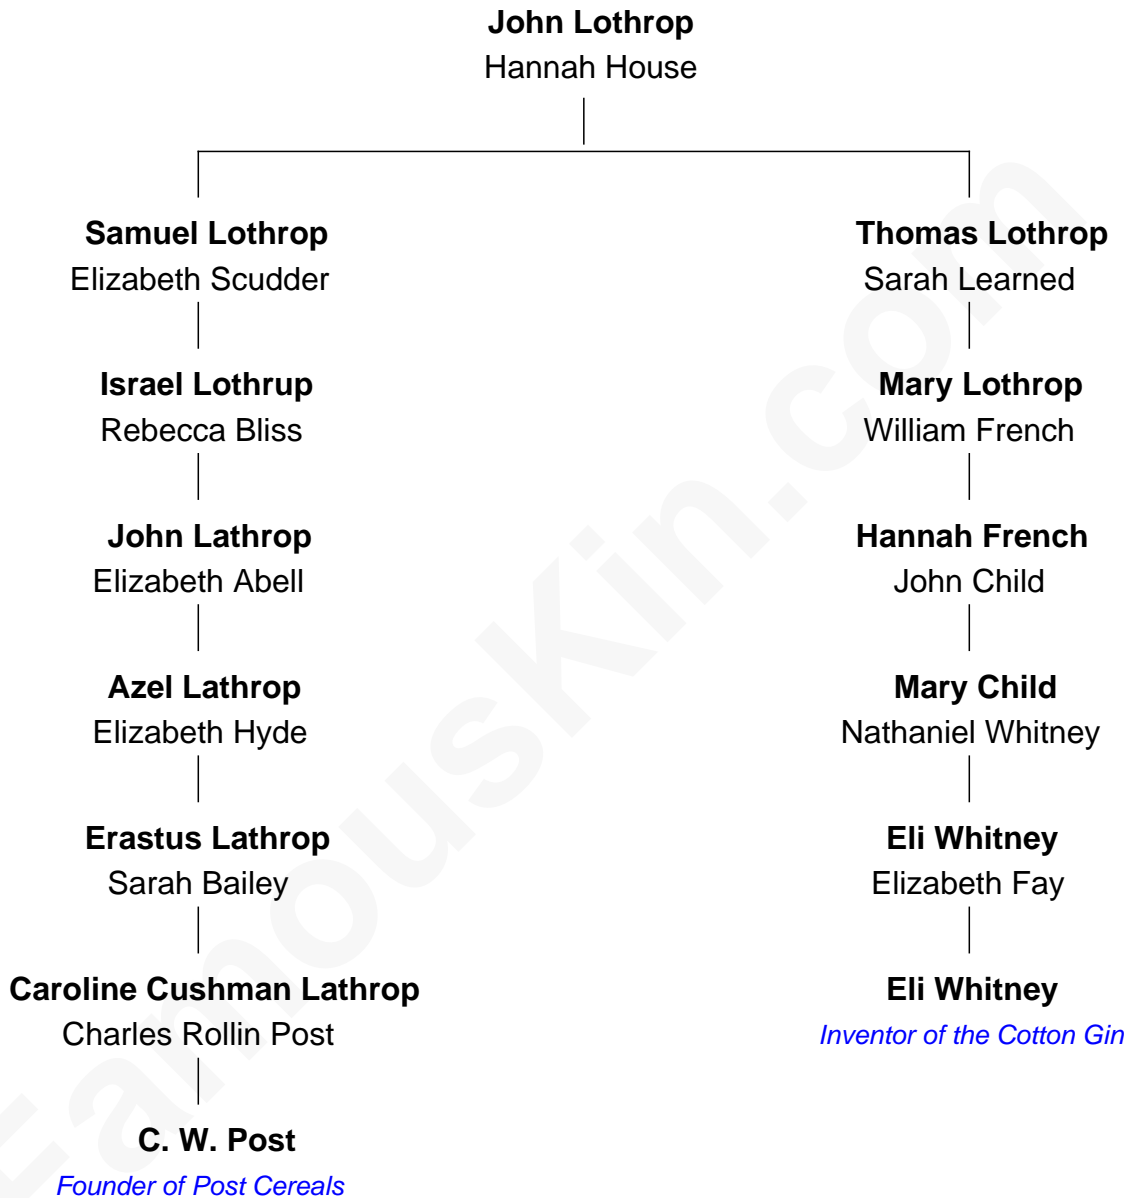 John Lothrop
Hannah House
Samuel Lothrop
Elizabeth Scudder
Thomas Lothrop
Sarah Learned
Israel Lothrup
Rebecca Bliss
Mary Lothrop
William French
John Lathrop
Elizabeth Abell
Hannah French
John Child
Azel Lathrop
Elizabeth Hyde
Mary Child
Nathaniel Whitney
Erastus Lathrop
Sarah Bailey
Eli Whitney
Elizabeth Fay
Caroline Cushman Lathrop
Charles Rollin Post
Eli Whitney
Inventor of the Cotton Gin
C. W. Post
Founder of Post Cereals
FamousKin.com